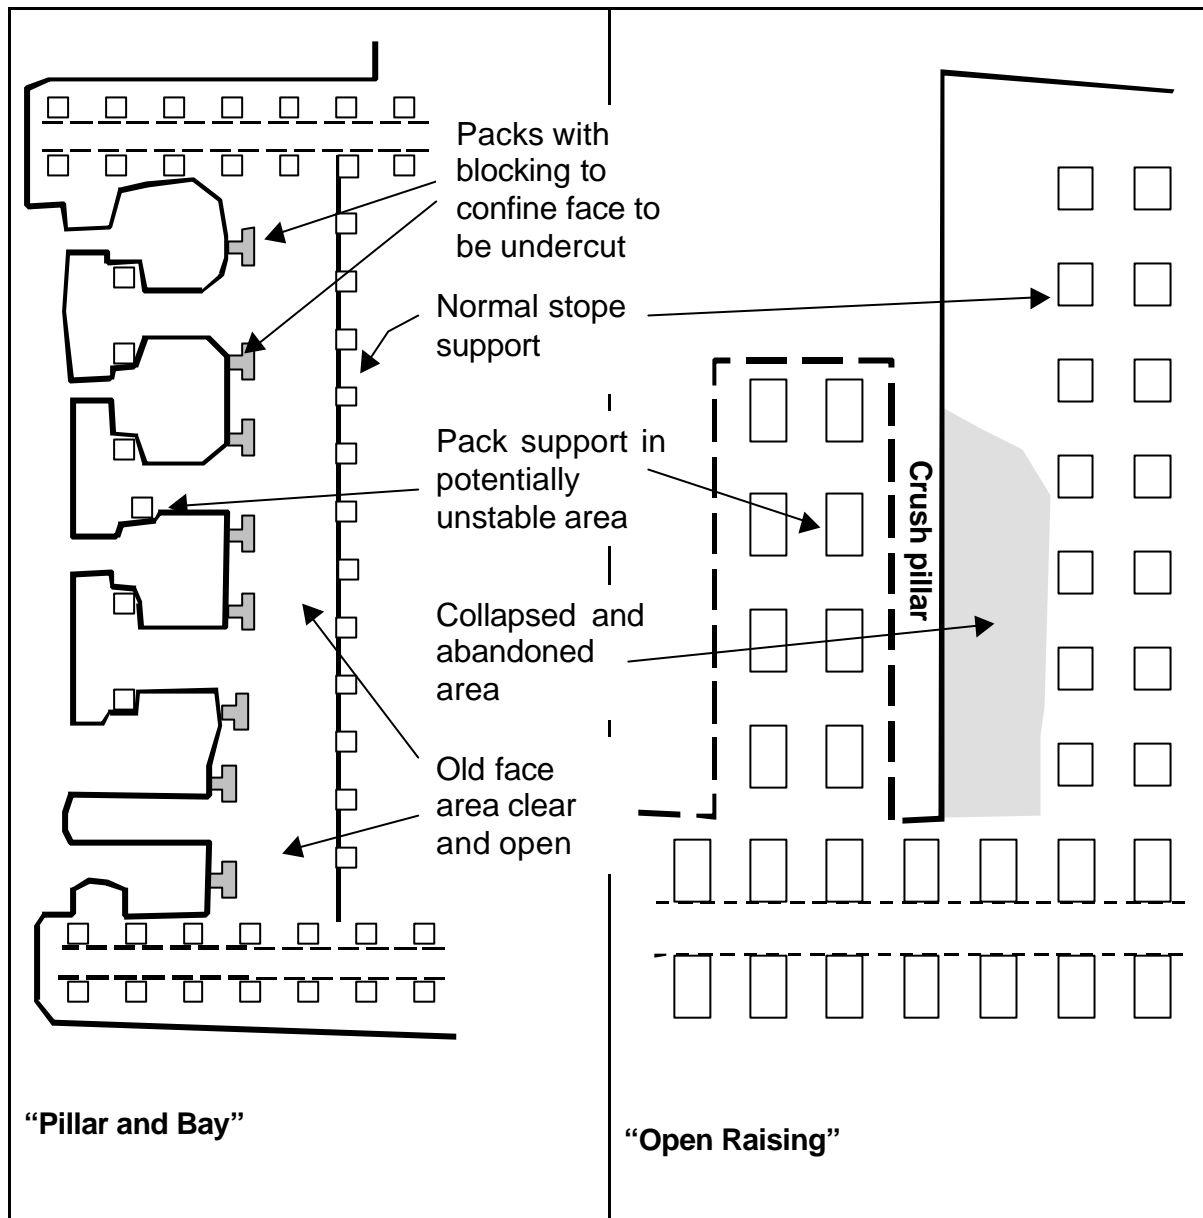 Packs with
blocking to
confine face to
be undercut
Normal stope
support
Pack support in
potentially
unstable area
Crush pillar
Collapsed and
abandoned
area
Old face
area clear
and open
“Pillar and Bay”
“Open Raising”